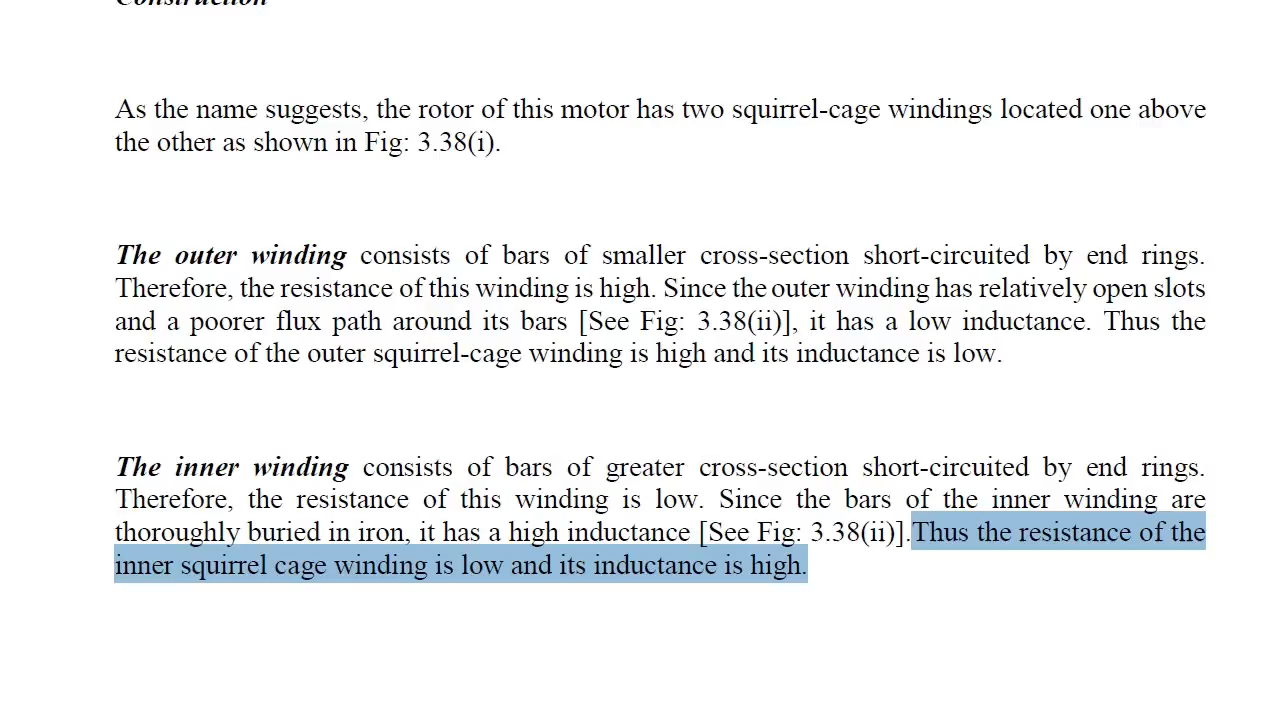 Construction
As the name suggests, the rotor of this motor has two squirrel-cage windings located one above
the other as shown in Fig: 3.38(i).
The outer winding consists of bars of smaller cross-section short-circuited by end rings.
Therefore, the resistance of this winding is high. Since the outer winding has relatively open slots
and a poorer flux path around its bars [See Fig: 3.38(ii)], it has a low inductance. Thus the
resistance of the outer squirrel-cage winding is high and its inductance is low.
The inner winding consists of bars of greater cross-section short-circuited by end rings.
Therefore, the resistance of this winding is low. Since the bars of the inner winding are
thoroughly buried in iron, it has a high inductance [See Fig: 3.38(ii)].Thus the resistance of the
inner squirrel cage winding is low and its inductance is high.